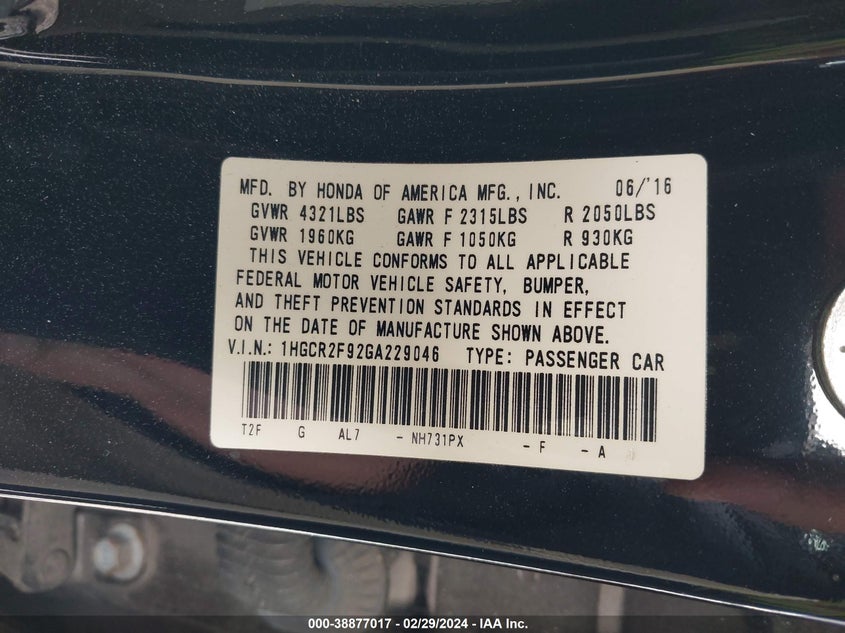 MFD. BY HONDA OF AMERICA MFG., INC. 06/'16
GVWR 4321LBS GAWR F 2315LBS R 2050LBS
GVWR 1960KG GAWR F 1050KG R 930KG
THIS VEHICLE CONFORMS TO ALL APPLICABLE
FEDERAL MOTOR VEHICLE SAFETY, BUMPER,
AND THEFT PREVENTION STANDARDS IN EFFECT
ON THE DATE OF MANUFACTURE SHOWN ABOVE.
V.I.N.: 1HGCR2F92GA229046 TYPE: PASSENGER CAR
T2F G AL7 - NH731PX - F - A
000-38877017 - 02/29/2024 - IAA Inc.